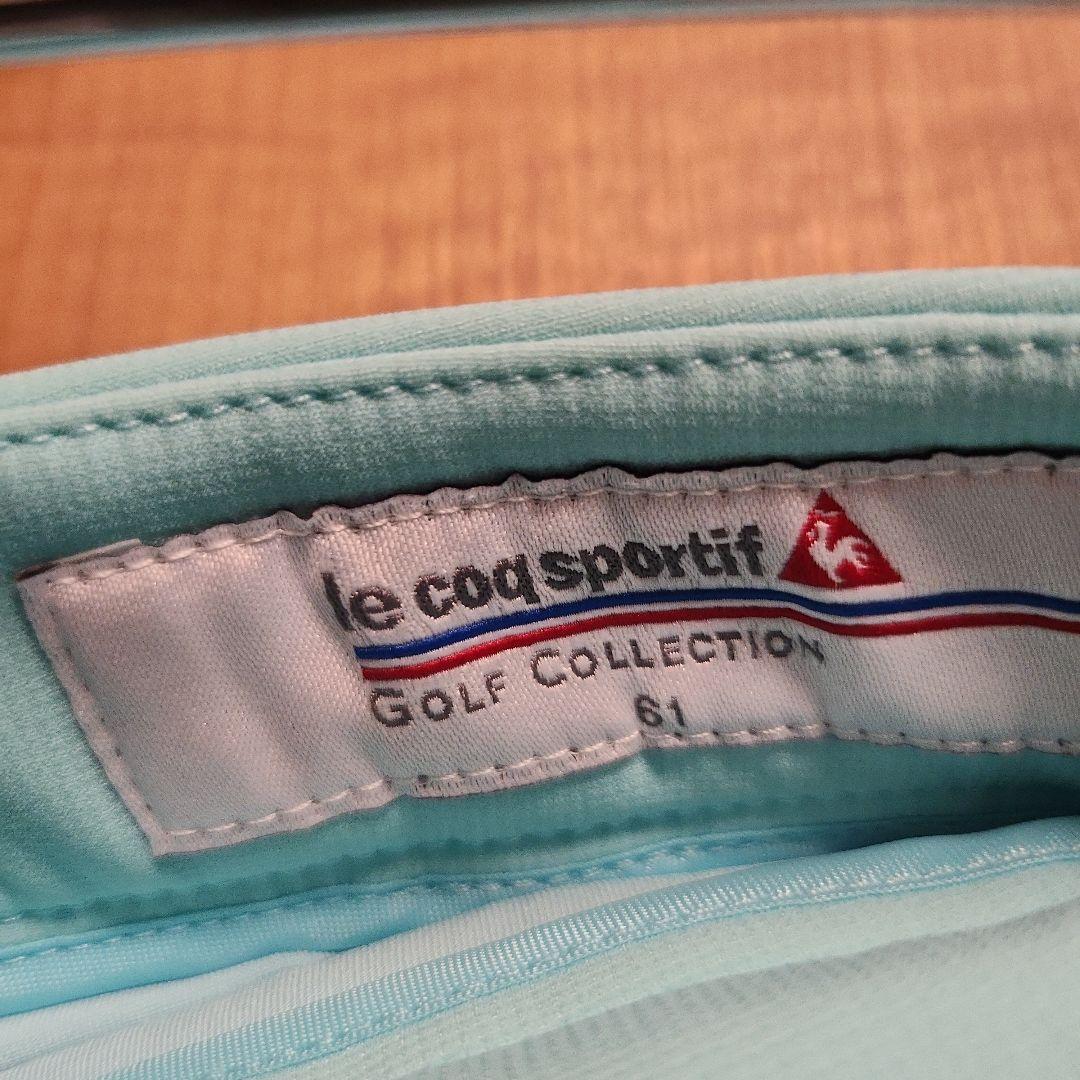 le coq sportif
GOLF COLLECTION
61